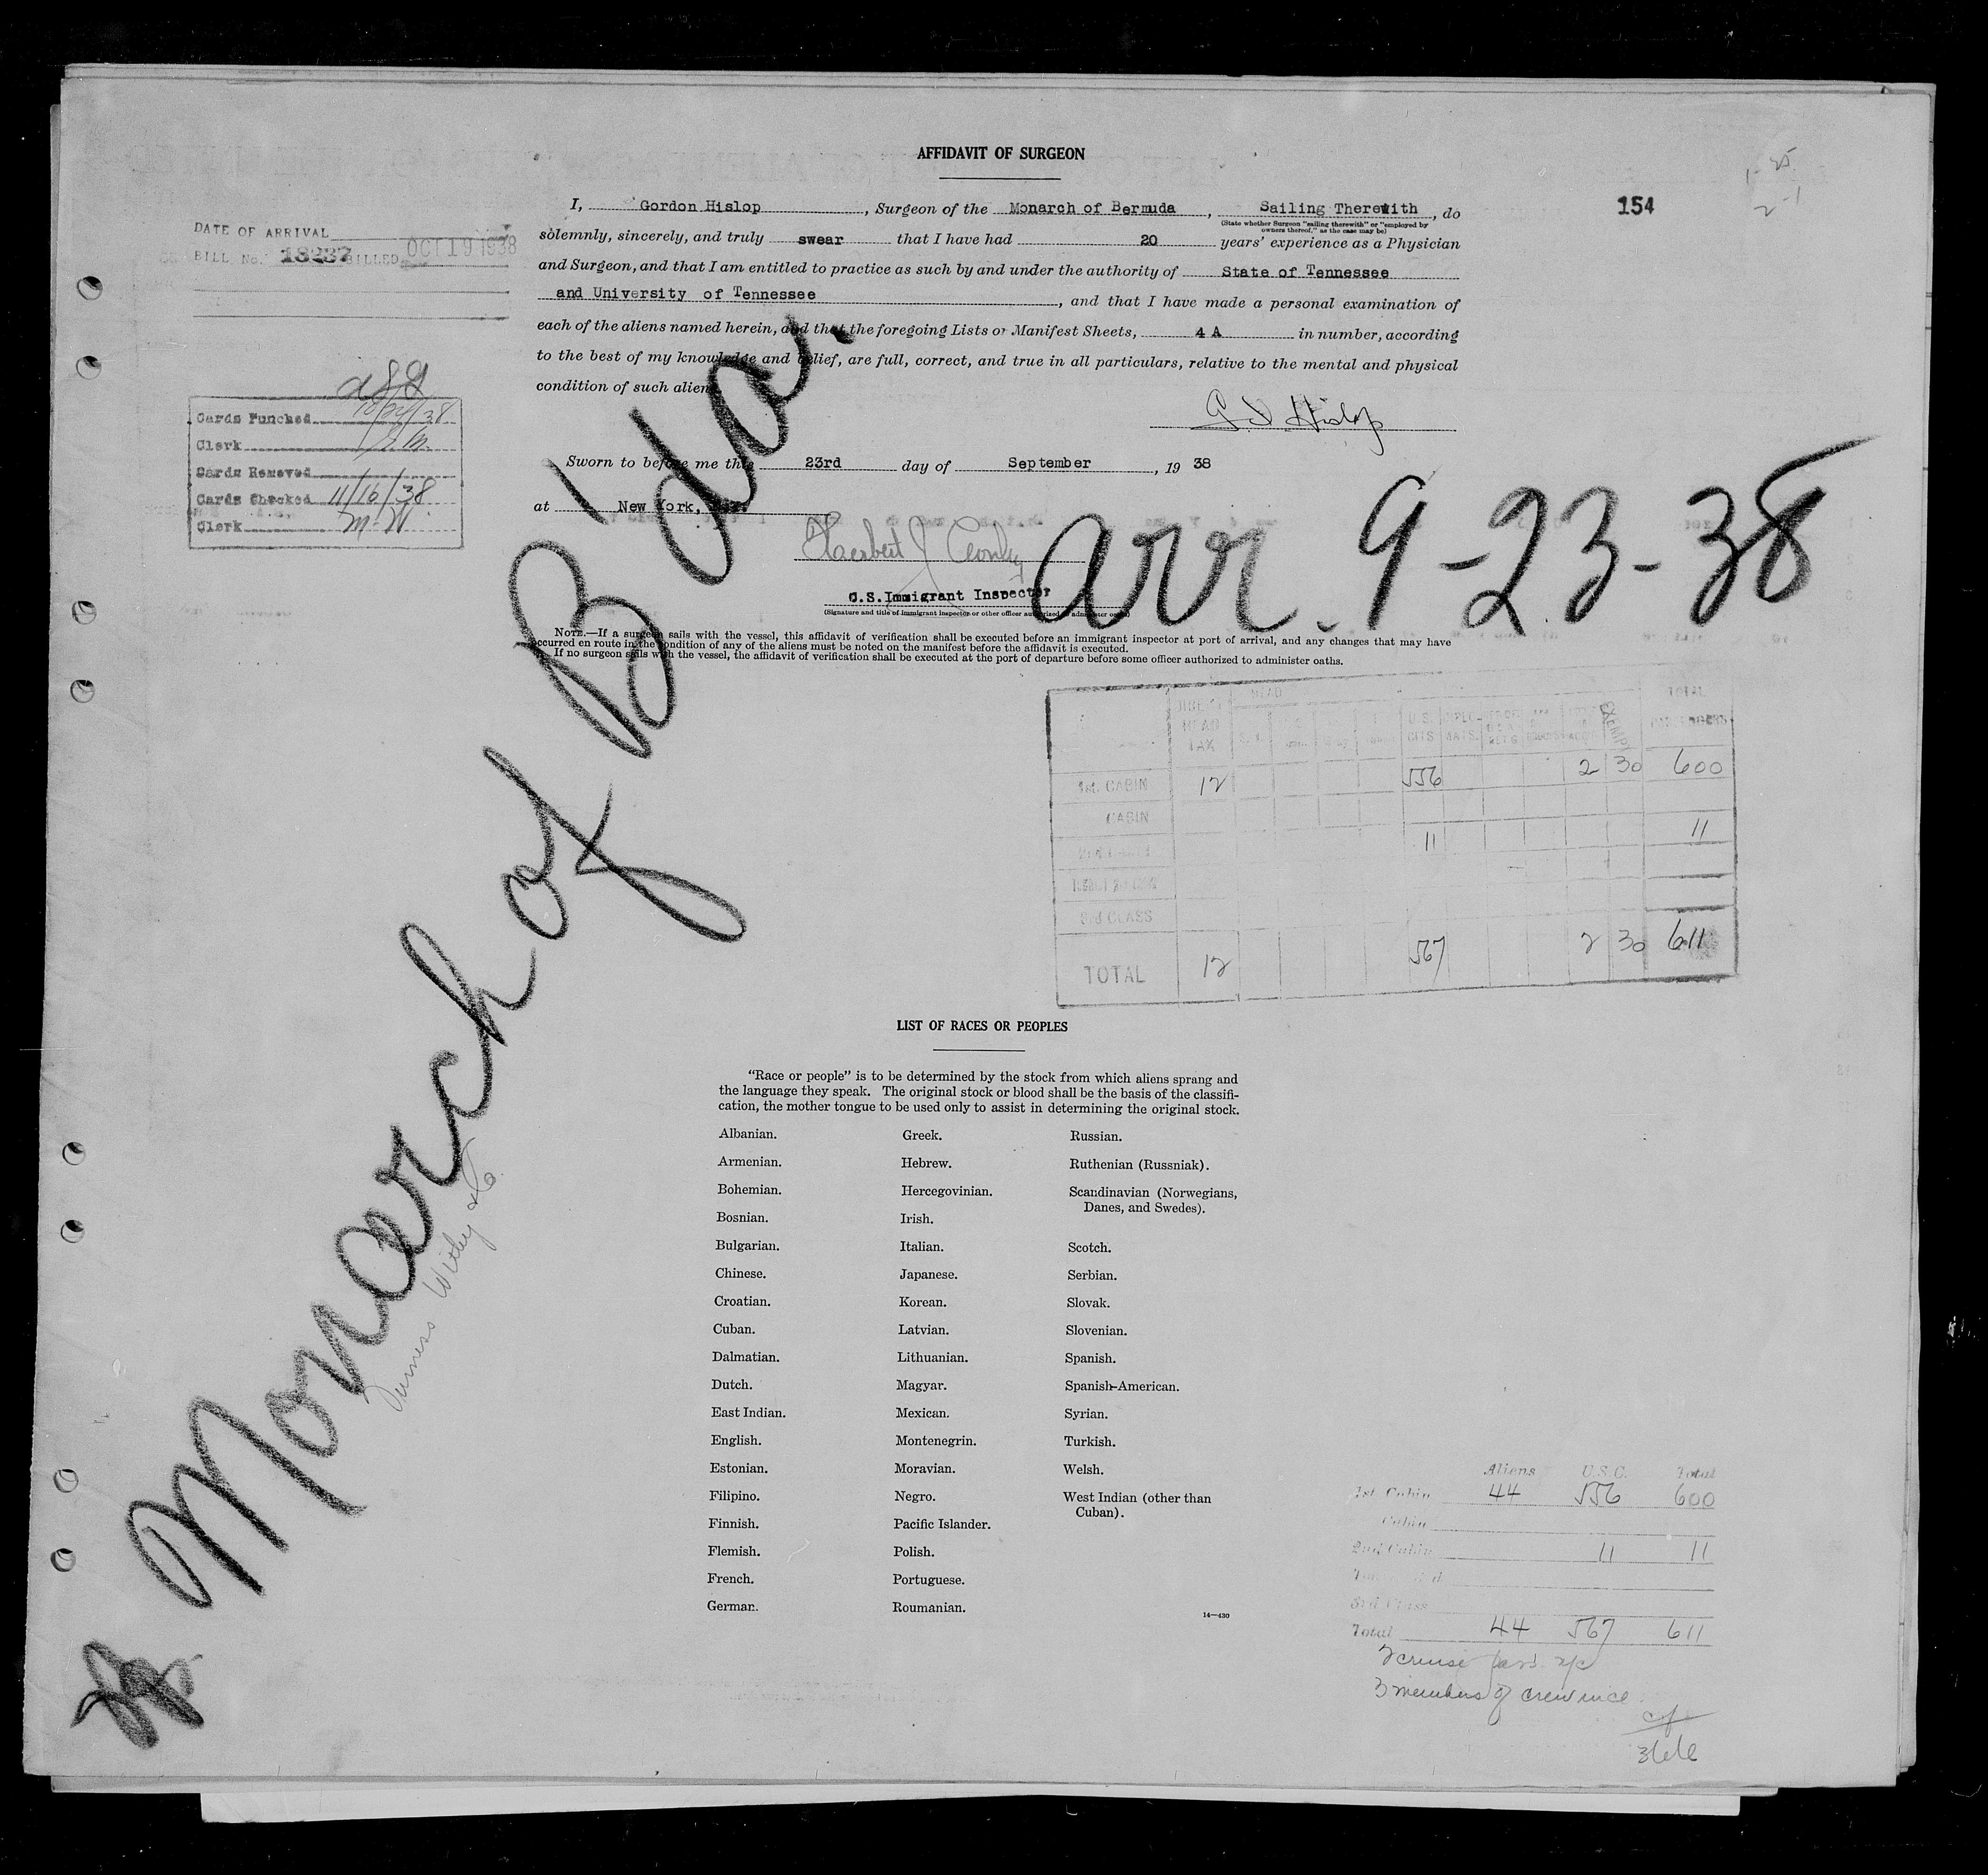 AFFIDAVIT OF SURGEON
154
I, Gordon Hislop, Surgeon of the Monarch of Bermuda, Sailing Therewith, do
(State whether Surgeon "sailing therewith" or "employed by
owners thereof," as the case may be)
solemnly, sincerely, and truly swear that I have had 20 years' experience as a Physician
and Surgeon, and that I am entitled to practice as such by and under the authority of State of Tennessee
and University of Tennessee, and that I have made a personal examination of
each of the aliens named herein, and that the foregoing Lists or Manifest Sheets, 4 A in number, according
to the best of my knowledge and belief, are full, correct, and true in all particulars, relative to the mental and physical
condition of such aliens
G Hislop
Sworn to before me this 23rd day of September, 19 38
at New York,
Herbert J
U.S. Immigrant Inspector
(Signature and title of immigrant inspector or other officer authorized to administer oaths)
NOTE.—If a surgeon sails with the vessel, this affidavit of verification shall be executed before an immigrant inspector at port of arrival, and any changes that may have
occurred en route in the condition of any of the aliens must be noted on the manifest before the affidavit is executed.
If no surgeon sails with the vessel, the affidavit of verification shall be executed at the port of departure before some officer authorized to administer oaths.
DATE OF ARRIVAL
BILL No. 18237 BILLED OCT 19 1938
Cards Punched 10/24/38
Clerk
Cards Removed
Cards Checked 11/16/38
Clerk M W
Monarch of B'da.
arr. 9-23-38
Furness Withy & Co.
HEAD TAX
U.S. CITS
EXEMPT
TOTAL
1st. CABIN 12 556 2 30 600
CABIN
11 11
3rd CLASS
TOTAL 12 567 2 30 611
LIST OF RACES OR PEOPLES
"Race or people" is to be determined by the stock from which aliens sprang and
the language they speak. The original stock or blood shall be the basis of the classifi-
cation, the mother tongue to be used only to assist in determining the original stock.
Albanian.
Armenian.
Bohemian.
Bosnian.
Bulgarian.
Chinese.
Croatian.
Cuban.
Dalmatian.
Dutch.
East Indian.
English.
Estonian.
Filipino.
Finnish.
Flemish.
French.
German.
Greek.
Hebrew.
Hercegovinian.
Irish.
Italian.
Japanese.
Korean.
Latvian.
Lithuanian.
Magyar.
Mexican.
Montenegrin.
Moravian.
Negro.
Pacific Islander.
Polish.
Portuguese.
Roumanian.
Russian.
Ruthenian (Russniak).
Scandinavian (Norwegians,
Danes, and Swedes).
Scotch.
Serbian.
Slovak.
Slovenian.
Spanish.
Spanish-American.
Syrian.
Turkish.
Welsh.
West Indian (other than
Cuban).
14—430
Aliens U.S.C. Total
1st Cabin 44 556 600
Cabin
2nd Cabin 11 11
3rd Class
Total 44 567 611
3 members of crew